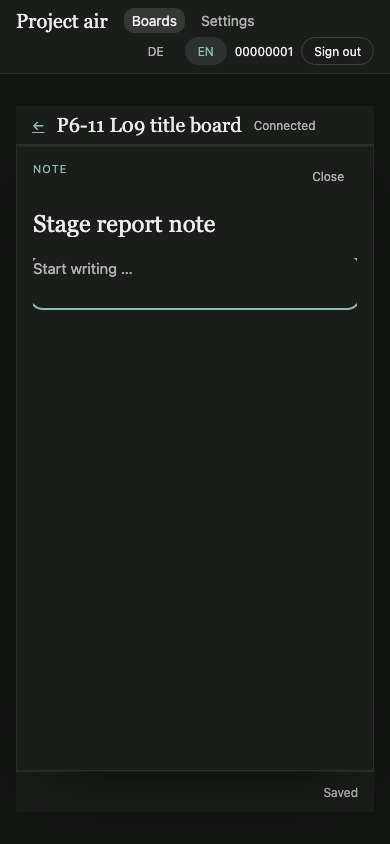 Project air Boards Settings
DE EN 00000001 Sign out
← P6-11 L09 title board Connected
NOTE
Close
Stage report note
Start writing ...
Saved